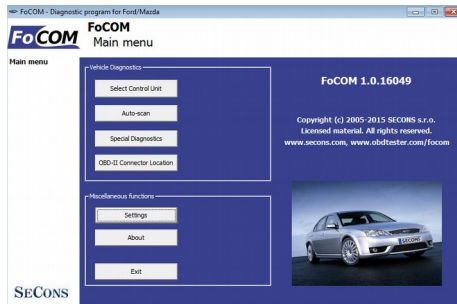 FoCOM - Diagnostic program for Ford/Mazda
FoCOM
FoCOM
Main menu
Main menu
Vehicle Diagnostics
Select Control Unit
Auto-scan
Special Diagnostics
OBD-II Connector Location
Miscellaneous functions
Settings
About
Exit
FoCOM 1.0.16049
Copyright (c) 2005-2015 SECONS s.r.o.
Licensed material. All rights reserved.
www.secons.com, www.obdtester.com/focom
SECONS
SECONS